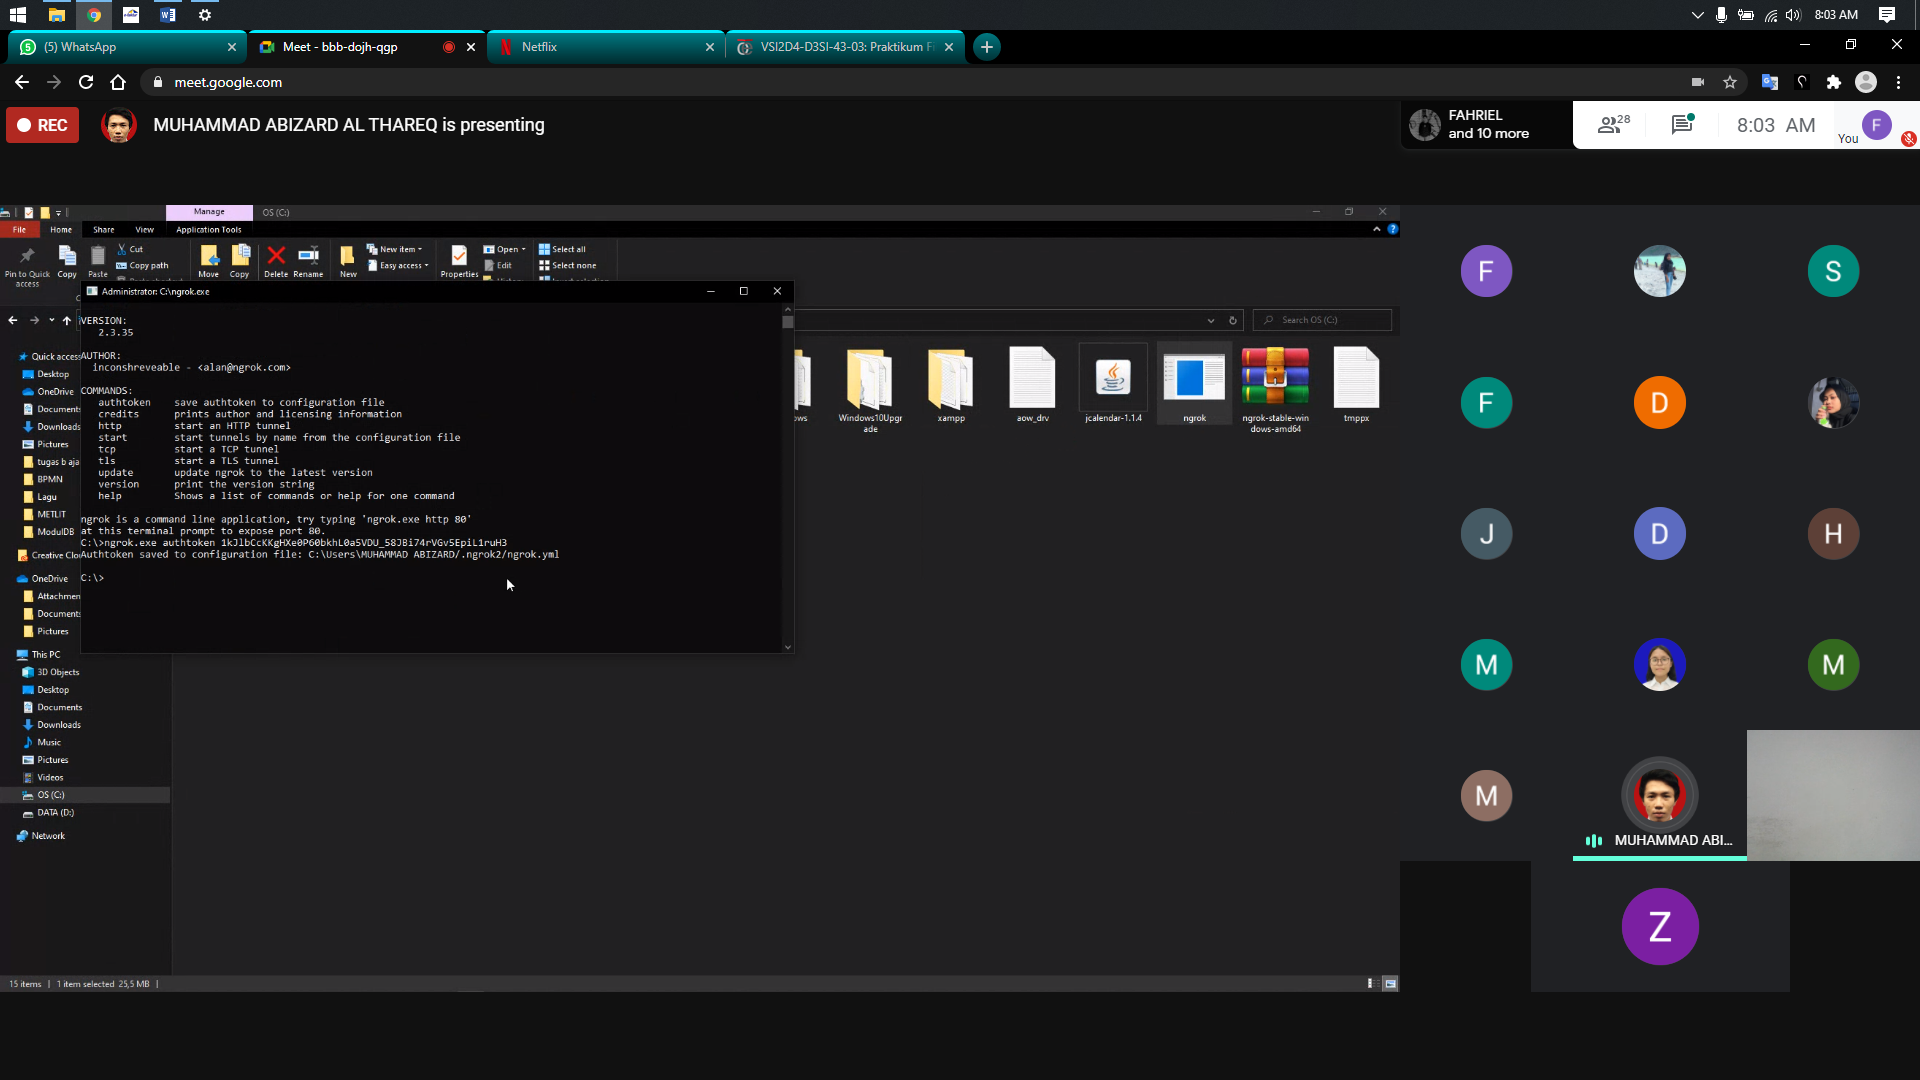 8:03 AM
(5) WhatsApp
Meet - bbb-dojh-qgp
Netflix
VSI2D4-D3SI-43-03: Praktikum F
meet.google.com
REC
MUHAMMAD ABIZARD AL THAREQ is presenting
FAHRIEL
and 10 more
28
8:03 AM
You
F
Manage
OS (C:)
File
Home
Share
View
Application Tools
Pin to Quick
access
Copy
Paste
Cut
Copy path
Move
Copy
Delete
Rename
New
New item
Easy access
Properties
Open
Edit
Select all
Select none
Administrator: C:\ngrok.exe
VERSION:
2.3.35
AUTHOR:
inconshreveable - <alan@ngrok.com>
COMMANDS:
authtoken save authtoken to configuration file
credits prints author and licensing information
http start an HTTP tunnel
start start tunnels by name from the configuration file
tcp start a TCP tunnel
tls start a TLS tunnel
update update ngrok to the latest version
version print the version string
help Shows a list of commands or help for one command
ngrok is a command line application, try typing 'ngrok.exe http 80'
at this terminal prompt to expose port 80.
C:\>ngrok.exe authtoken 1kJlbCcKKgHXe0P60bkhL0a5VDU_58JBi74rVGv5EpiL1ruH3
Authtoken saved to configuration file: C:\Users\MUHAMMAD ABIZARD/.ngrok2/ngrok.yml
C:\>
Search OS (C:)
ows
Windows10Upgr
ade
xampp
aow_drv
jcalendar-1.1.4
ngrok
ngrok-stable-win
dows-amd64
tmppx
Quick access
Desktop
OneDrive
Documents
Downloads
Pictures
tugas b aja
BPMN
Lagu
METLIT
ModulDB
Creative Clou
OneDrive
Attachmen
Documents
Pictures
This PC
3D Objects
Desktop
Documents
Downloads
Music
Pictures
Videos
OS (C:)
DATA (D:)
Network
15 items
1 item selected 25,5 MB
F
S
F
D
J
D
H
M
M
M
MUHAMMAD ABI...
Z